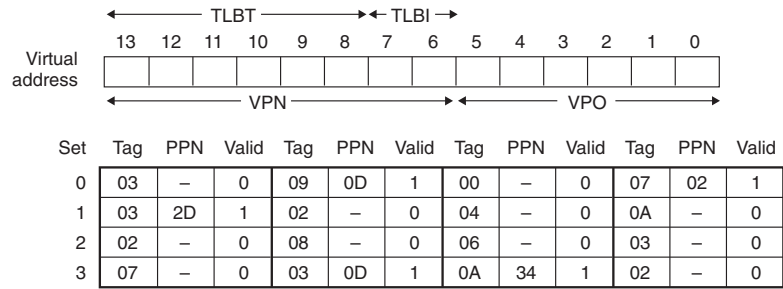 TLBT TLBI
13 12 11 10 9 8 7 6 5 4 3 2 1 0
Virtual
address
VPN VPO
Set Tag PPN Valid Tag PPN Valid Tag PPN Valid Tag PPN Valid
0 03 – 0 09 0D 1 00 – 0 07 02 1
1 03 2D 1 02 – 0 04 – 0 0A – 0
2 02 – 0 08 – 0 06 – 0 03 – 0
3 07 – 0 03 0D 1 0A 34 1 02 – 0